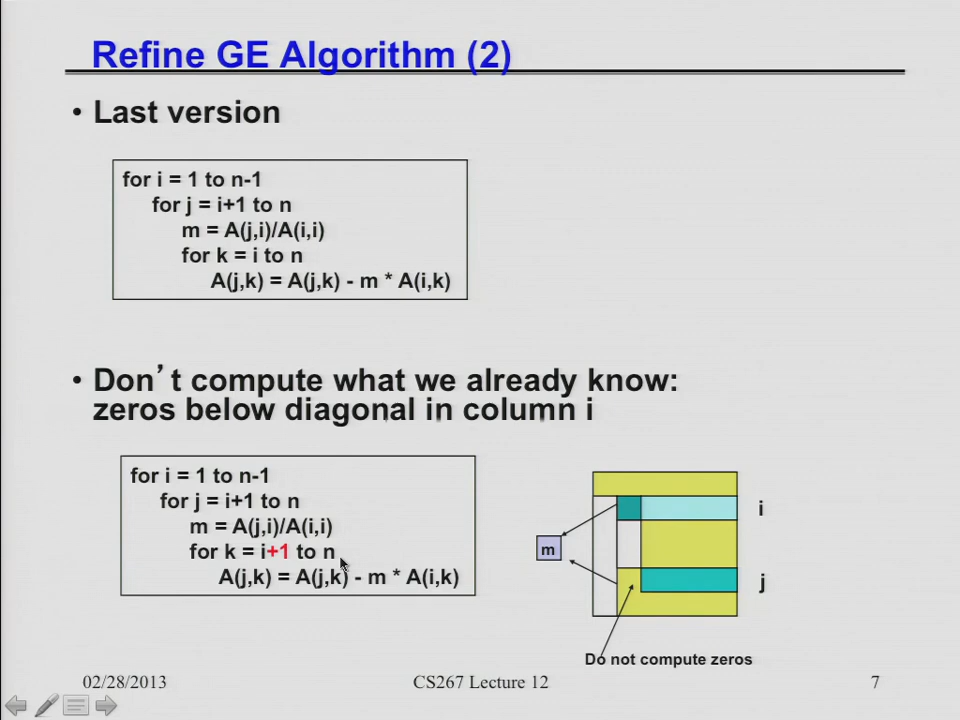 Refine GE Algorithm (2)
• Last version
for i = 1 to n-1
for j = i+1 to n
m = A(j,i)/A(i,i)
for k = i to n
A(j,k) = A(j,k) - m * A(i,k)
• Don't compute what we already know:
zeros below diagonal in column i
for i = 1 to n-1
for j = i+1 to n
m = A(j,i)/A(i,i)
for k = i+1 to n
A(j,k) = A(j,k) - m * A(i,k)
i
m
j
Do not compute zeros
02/28/2013
CS267 Lecture 12
7